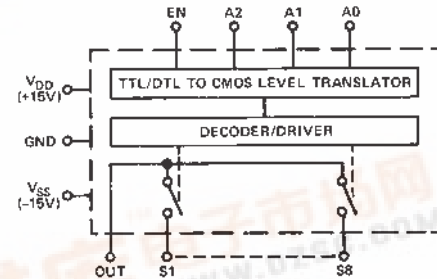 EN A2 A1 A0
VDD
(+15V)
TTL/DTL TO CMOS LEVEL TRANSLATOR
GND
DECODER/DRIVER
VSS
(−15V)
OUT S1 S8